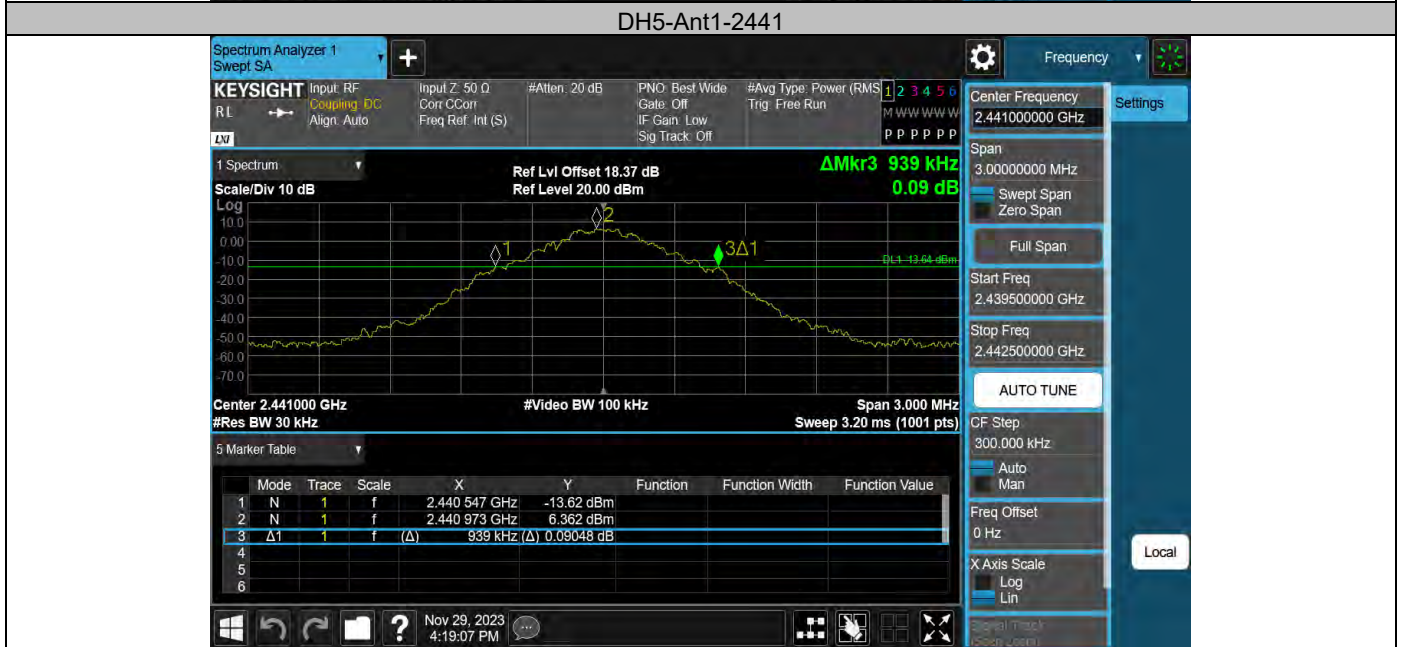 DH5-Ant1-2441
Spectrum Analyzer 1
Swept SA
Frequency
KEYSIGHT
RL
LXI
Input: RF
Coupling: DC
Align: Auto
Input Z: 50 Ω
Corr CCorr
Freq Ref: Int (S)
#Atten: 20 dB
PNO: Best Wide
Gate: Off
IF Gain: Low
Sig Track: Off
#Avg Type: Power (RMS
Trig: Free Run
1 2 3 4 5 6
M W W W W W
P P P P P P
1 Spectrum
Scale/Div 10 dB
Log
Ref Lvl Offset 18.37 dB
Ref Level 20.00 dBm
ΔMkr3 939 kHz
0.09 dB
10.0
0.00
-10.0
-20.0
-30.0
-40.0
-50.0
-60.0
-70.0
1
2
3Δ1
DL1 -13.64 dBm
Center 2.441000 GHz
#Res BW 30 kHz
#Video BW 100 kHz
Span 3.000 MHz
Sweep 3.20 ms (1001 pts)
5 Marker Table
Mode Trace Scale X Y Function Function Width Function Value
1 N 1 f 2.440 547 GHz -13.62 dBm
2 N 1 f 2.440 973 GHz 6.362 dBm
3 Δ1 1 f (Δ) 939 kHz (Δ) 0.09048 dB
4
5
6
?
Nov 29, 2023
4:19:07 PM
Center Frequency
2.441000000 GHz
Settings
Span
3.00000000 MHz
Swept Span
Zero Span
Full Span
Start Freq
2.439500000 GHz
Stop Freq
2.442500000 GHz
AUTO TUNE
CF Step
300.000 kHz
Auto
Man
Freq Offset
0 Hz
X Axis Scale
Log
Lin
Local
Signal Track
(Span Zoom)